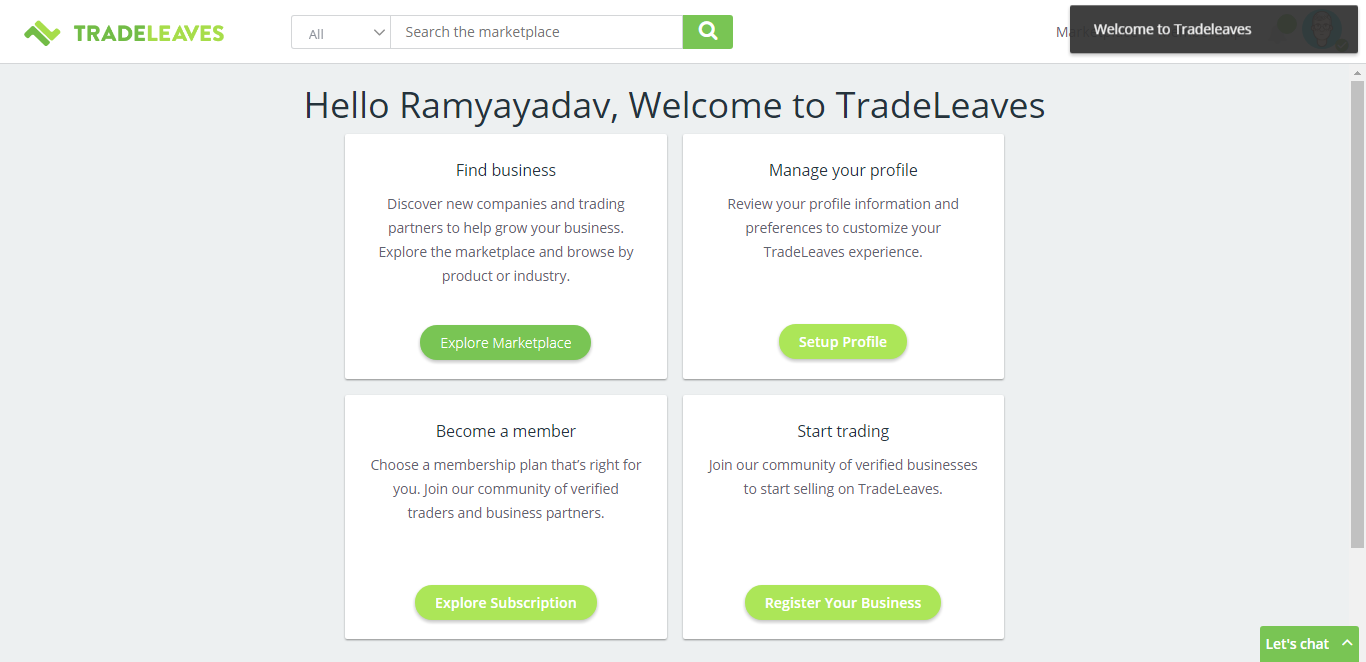 TRADELEAVES
All
Search the marketplace
Welcome to Tradeleaves
Hello Ramyayadav, Welcome to TradeLeaves
Find business
Discover new companies and trading
partners to help grow your business.
Explore the marketplace and browse by
product or industry.
Explore Marketplace
Manage your profile
Review your profile information and
preferences to customize your
TradeLeaves experience.
Setup Profile
Become a member
Choose a membership plan that’s right for
you. Join our community of verified
traders and business partners.
Explore Subscription
Start trading
Join our community of verified businesses
to start selling on TradeLeaves.
Register Your Business
Let's chat